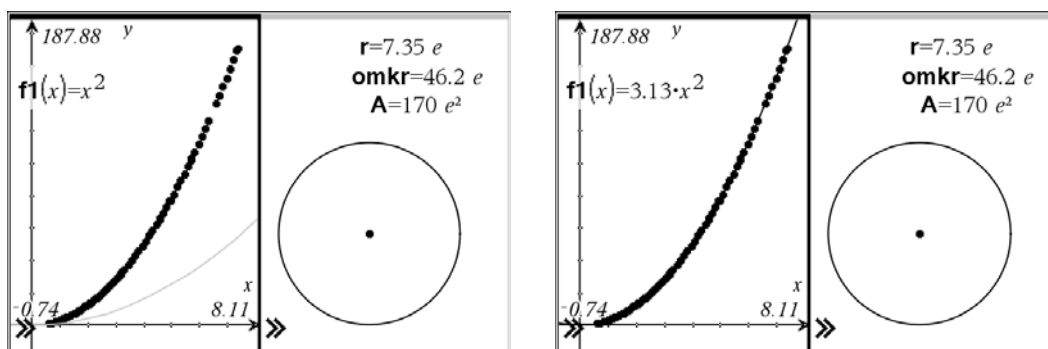 187.88 y
f1(x)=x²
-0.74
x
8.11
r=7.35 e
omkr=46.2 e
A=170 e²
187.88 y
f1(x)=3.13·x²
-0.74
x
8.11
r=7.35 e
omkr=46.2 e
A=170 e²